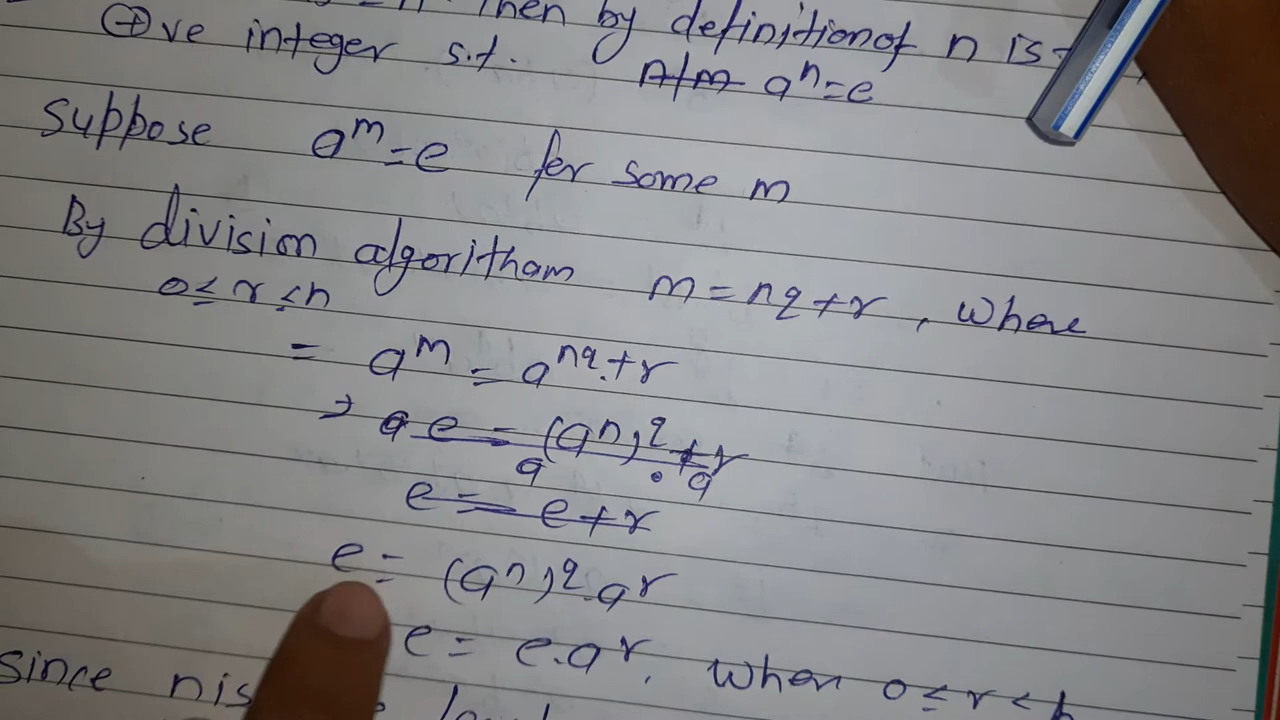 Then by definition of n is
⊕ve integer s.t. n/m a^n=e
Suppose a^m=e for some m
By division algoritham m=nq+r, where
0≤r<n
= a^m = a^nq.+r
⇒ a e = (a^n)^q + r
a . a
e = e+r
e = (a^n)^q.a^r
e = e.a^r, when 0≤r<n
Since n is